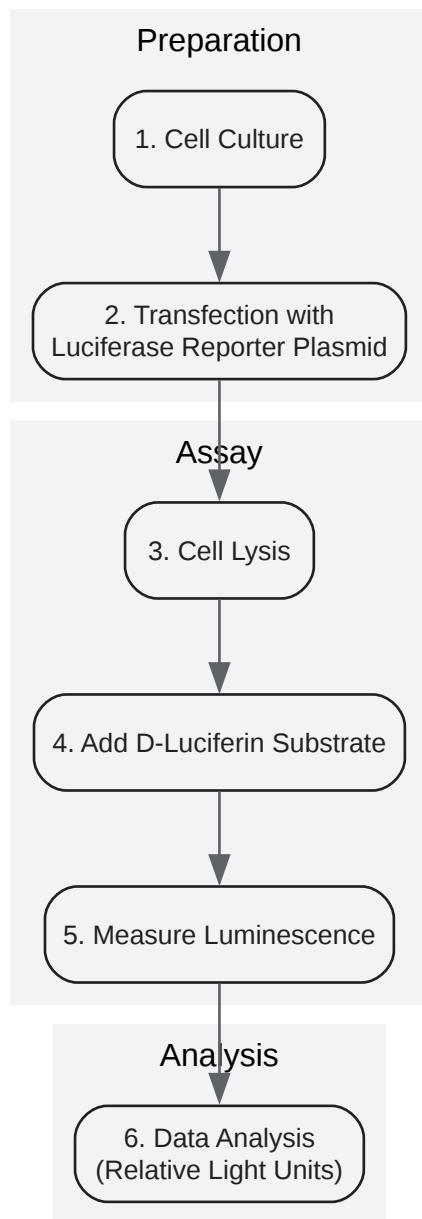 Preparation
1. Cell Culture
2. Transfection with
Luciferase Reporter Plasmid
Assay
3. Cell Lysis
4. Add D-Luciferin Substrate
5. Measure Luminescence
Analysis
6. Data Analysis
(Relative Light Units)